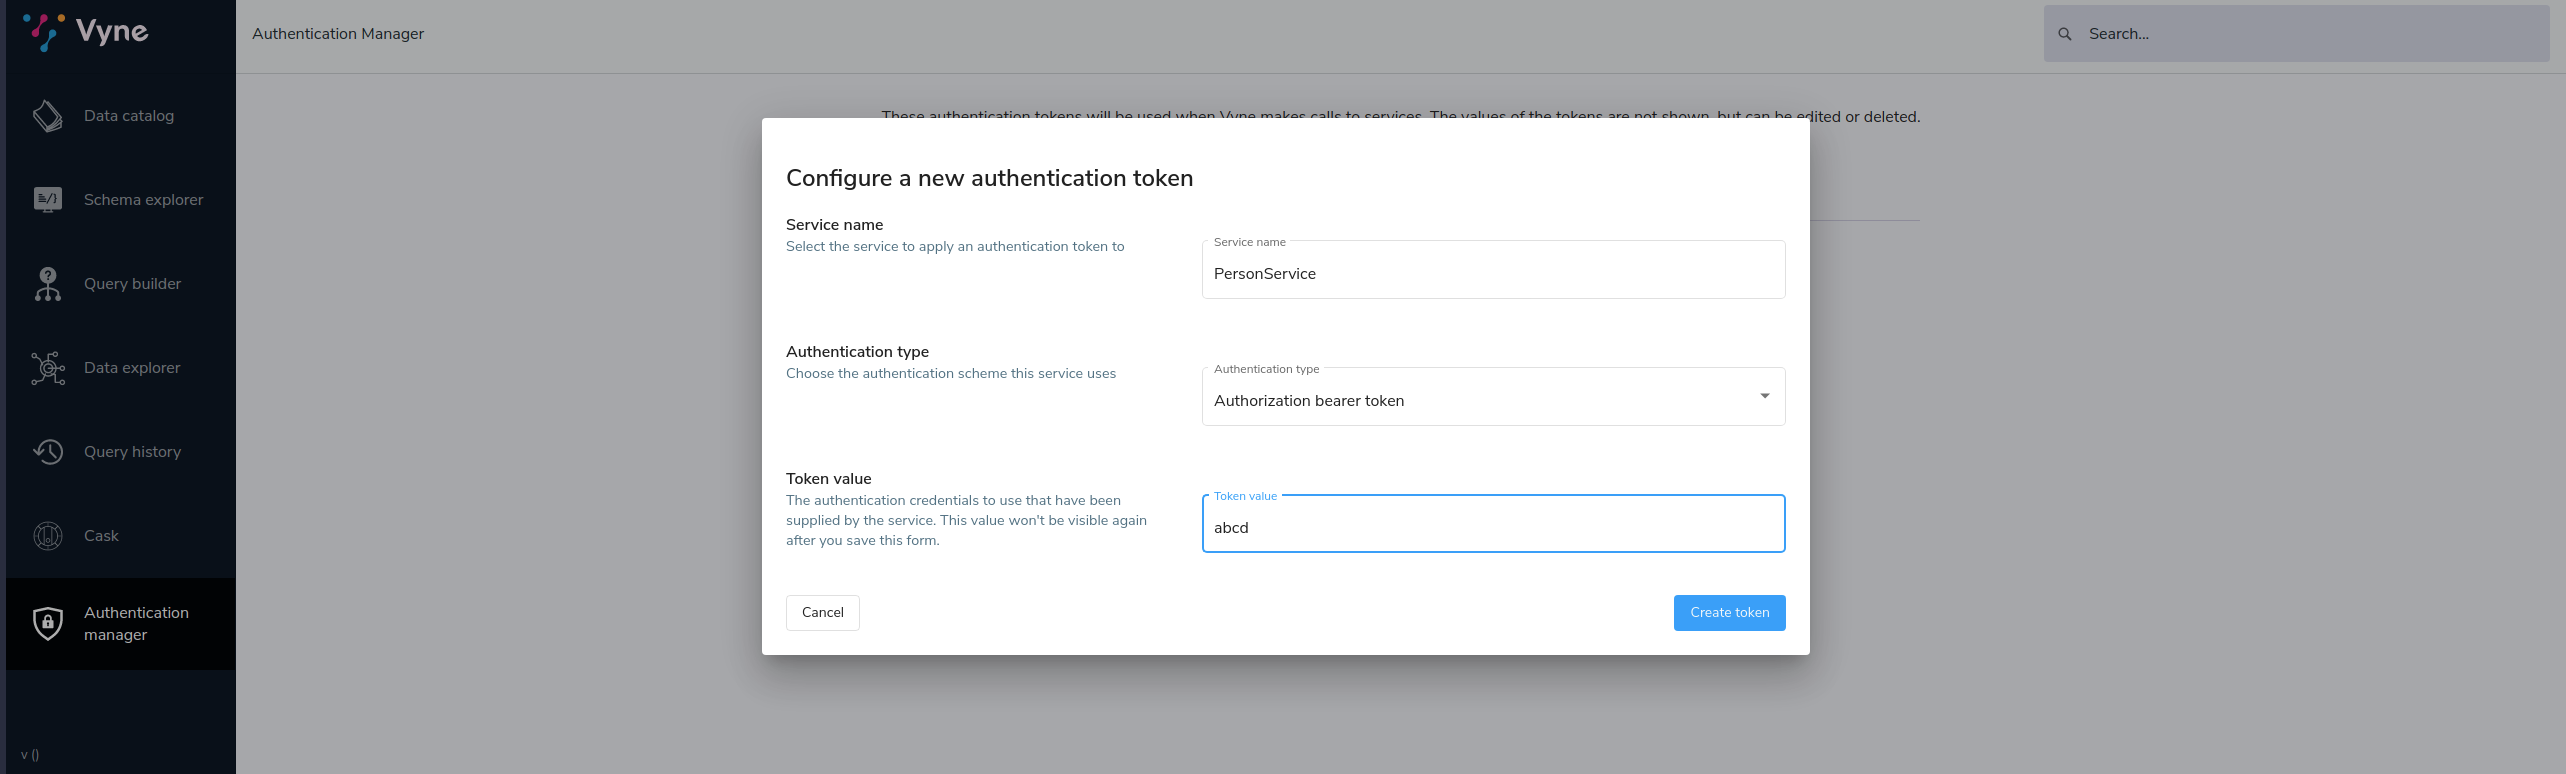 Vyne
Authentication Manager
Search...
Data catalog
Schema explorer
Query builder
Data explorer
Query history
Cask
Authentication
manager
v ()
These authentication tokens will be used when Vyne makes calls to services. The values of the tokens are not shown, but can be edited or deleted.
Configure a new authentication token
Service name
Select the service to apply an authentication token to
Service name
PersonService
Authentication type
Choose the authentication scheme this service uses
Authentication type
Authorization bearer token
Token value
The authentication credentials to use that have been
supplied by the service. This value won't be visible again
after you save this form.
Token value
abcd
Cancel
Create token